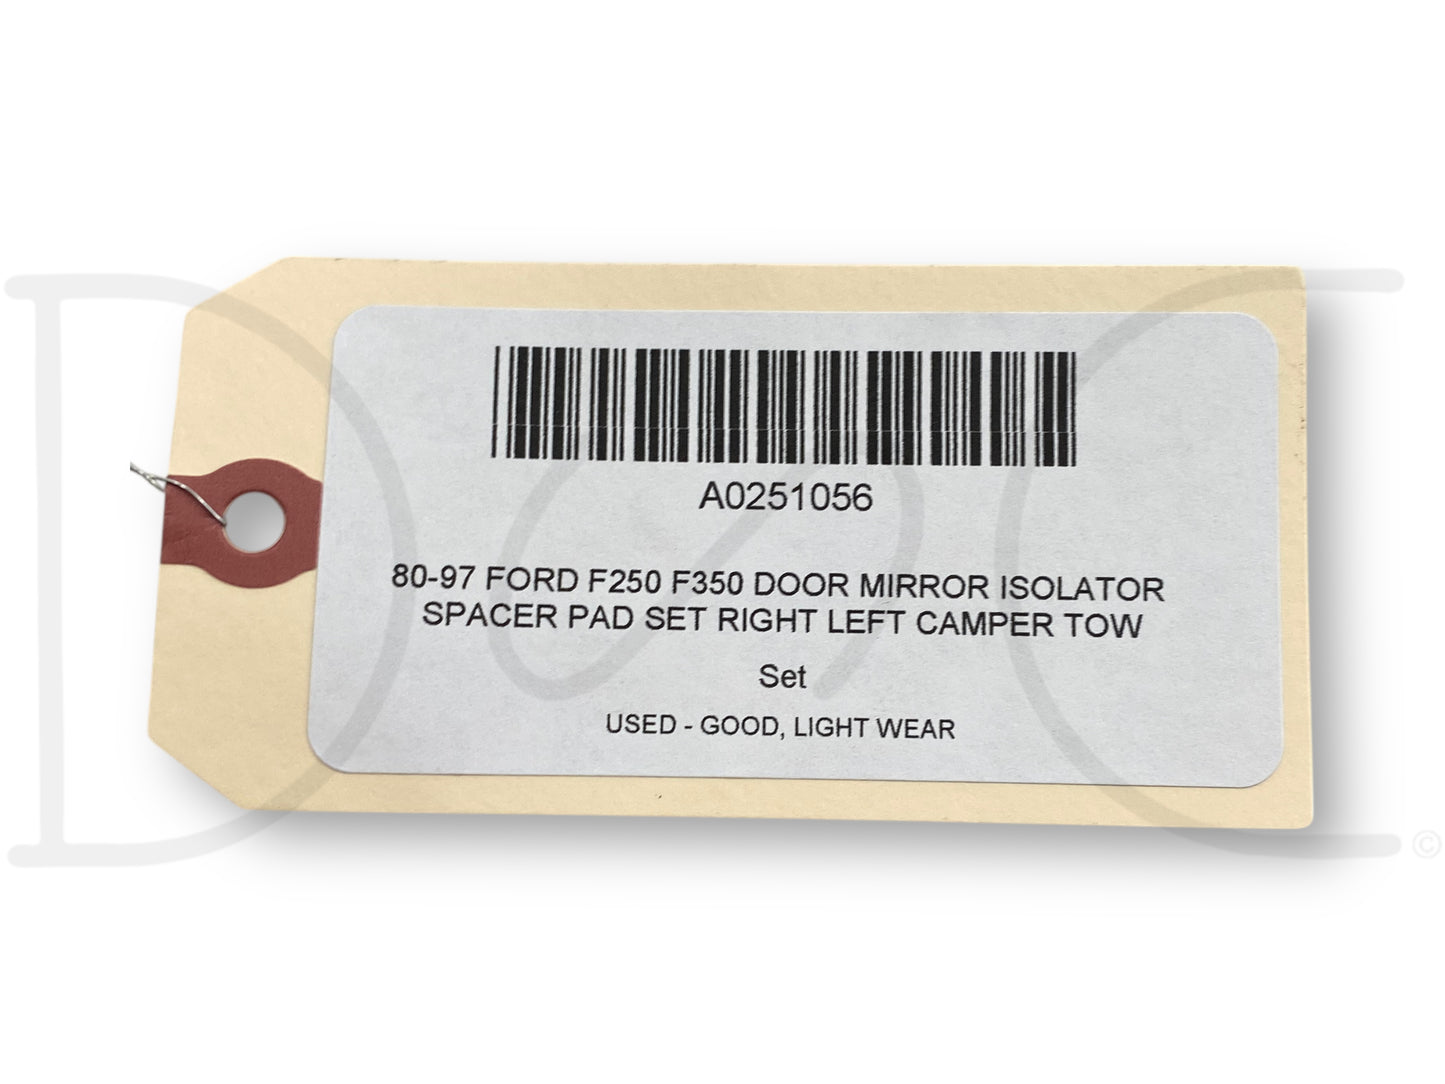 A0251056
80-97 FORD F250 F350 DOOR MIRROR ISOLATOR
SPACER PAD SET RIGHT LEFT CAMPER TOW
Set
USED - GOOD, LIGHT WEAR
©